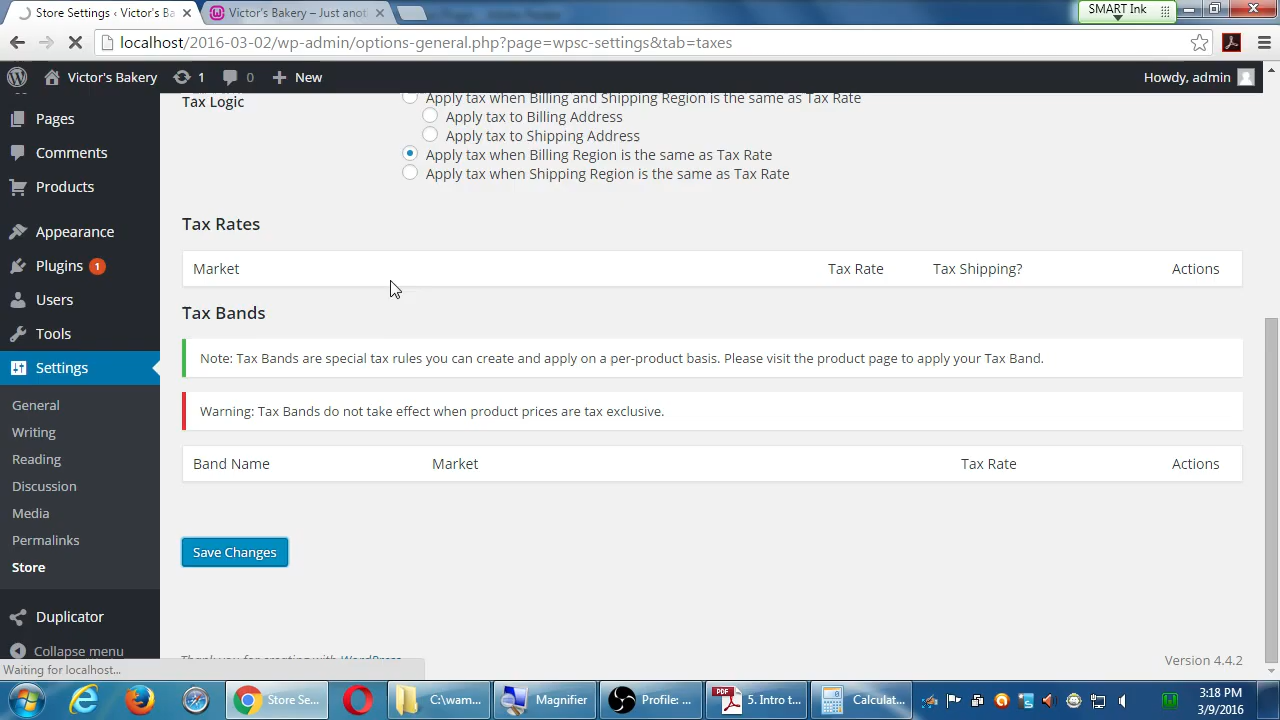 Store Settings ‹ Victor's Ba
Victor's Bakery – Just anot
SMART Ink
localhost/2016-03-02/wp-admin/options-general.php?page=wpsc-settings&tab=taxes
Victor's Bakery
1
0
New
Howdy, admin
Pages
Comments
Products
Appearance
Plugins 1
Users
Tools
Settings
General
Writing
Reading
Discussion
Media
Permalinks
Store
Duplicator
Collapse menu
Tax Logic
Apply tax when Billing and Shipping Region is the same as Tax Rate
Apply tax to Billing Address
Apply tax to Shipping Address
Apply tax when Billing Region is the same as Tax Rate
Apply tax when Shipping Region is the same as Tax Rate
Tax Rates
Market Tax Rate Tax Shipping? Actions
Tax Bands
Note: Tax Bands are special tax rules you can create and apply on a per-product basis. Please visit the product page to apply your Tax Band.
Warning: Tax Bands do not take effect when product prices are tax exclusive.
Band Name Market Tax Rate Actions
Save Changes
Thank you for creating with WordPress
Version 4.4.2
Waiting for localhost...
Store Se...
C:\wam...
Magnifier
Profile: ...
PDF
5. Intro t...
Calculat...
3:18 PM
3/9/2016